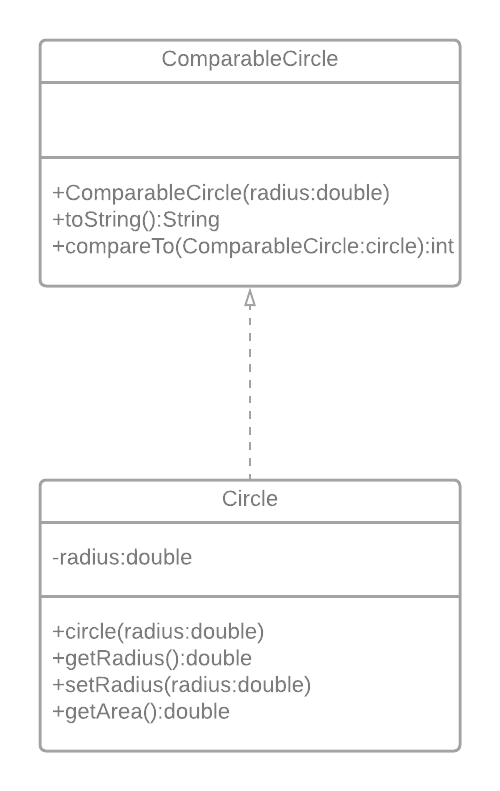 ComparableCircle
+ComparableCircle(radius:double)
+toString():String
+compareTo(ComparableCircle:circle):int
Circle
-radius:double
+circle(radius:double)
+getRadius():double
+setRadius(radius:double)
+getArea():double